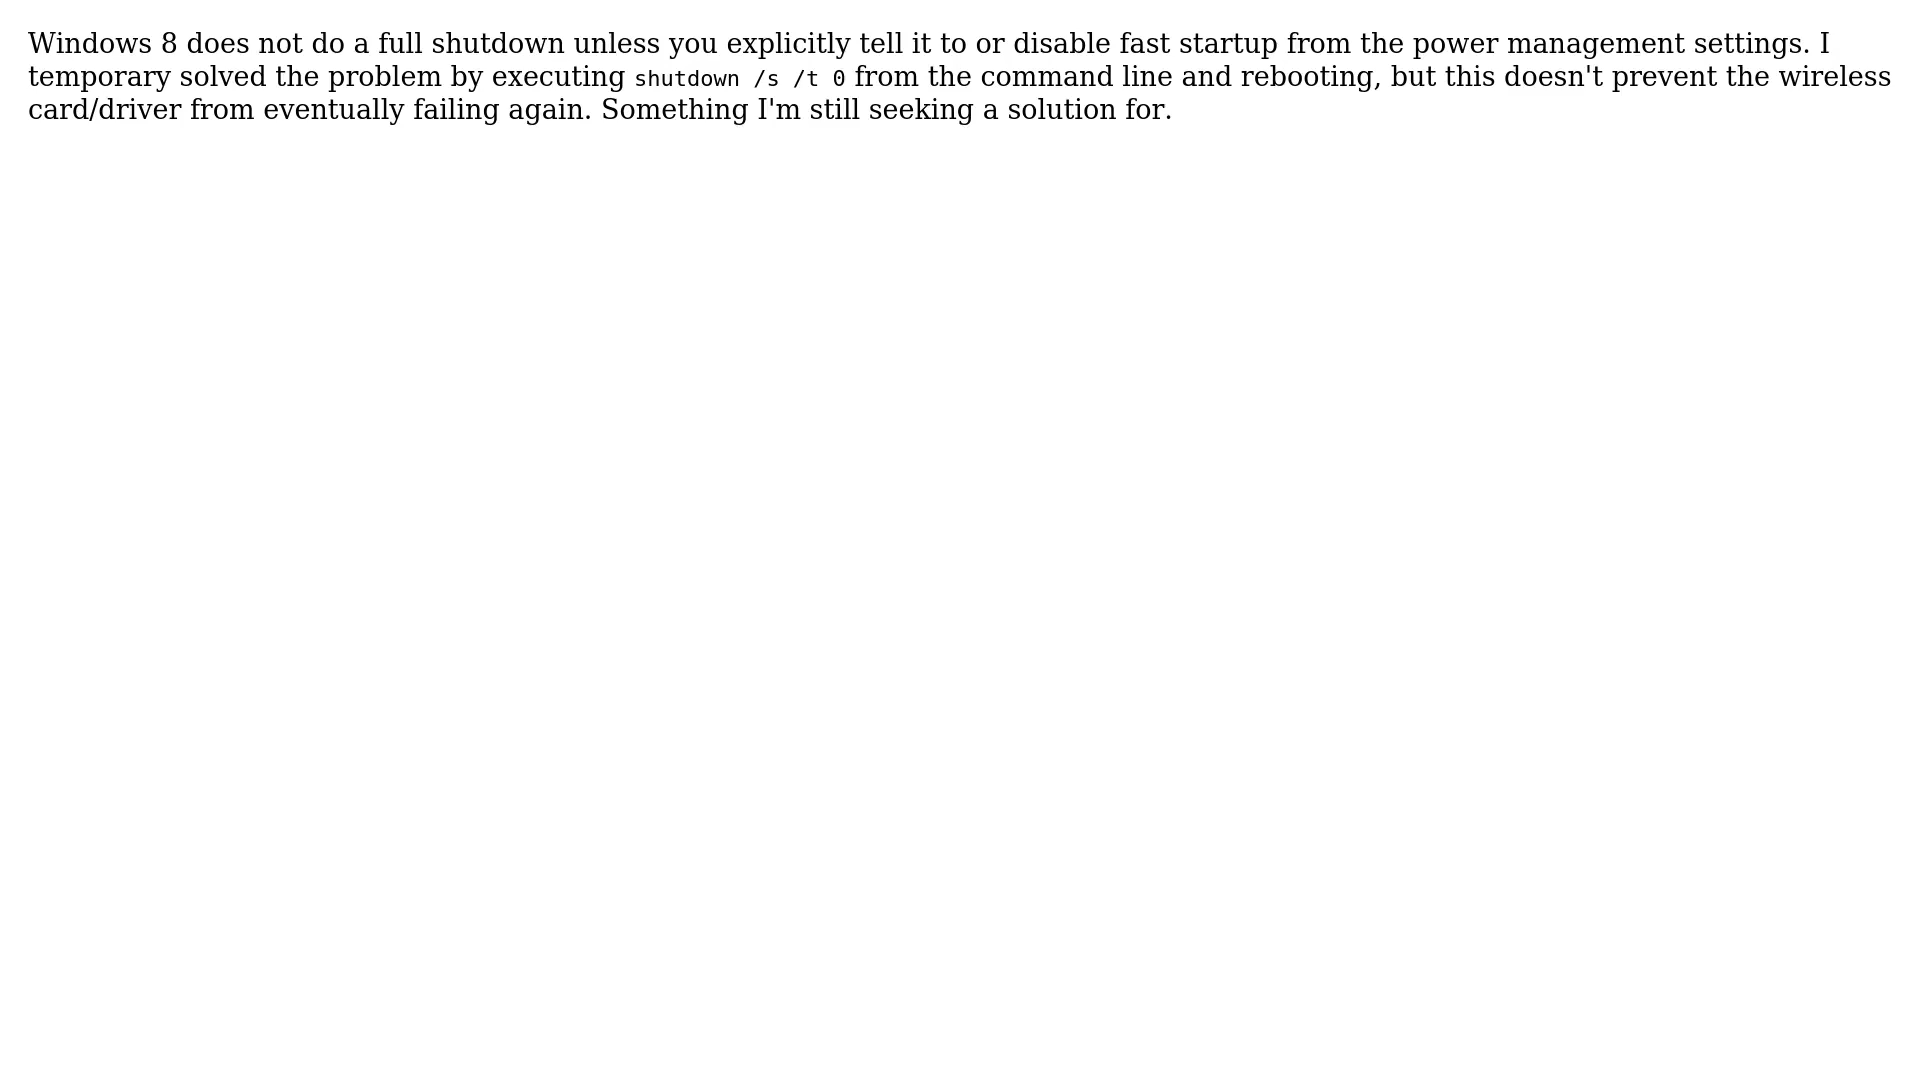 Windows 8 does not do a full shutdown unless you explicitly tell it to or disable fast startup from the power management settings. I
temporary solved the problem by executing shutdown /s /t 0 from the command line and rebooting, but this doesn't prevent the wireless
card/driver from eventually failing again. Something I'm still seeking a solution for.